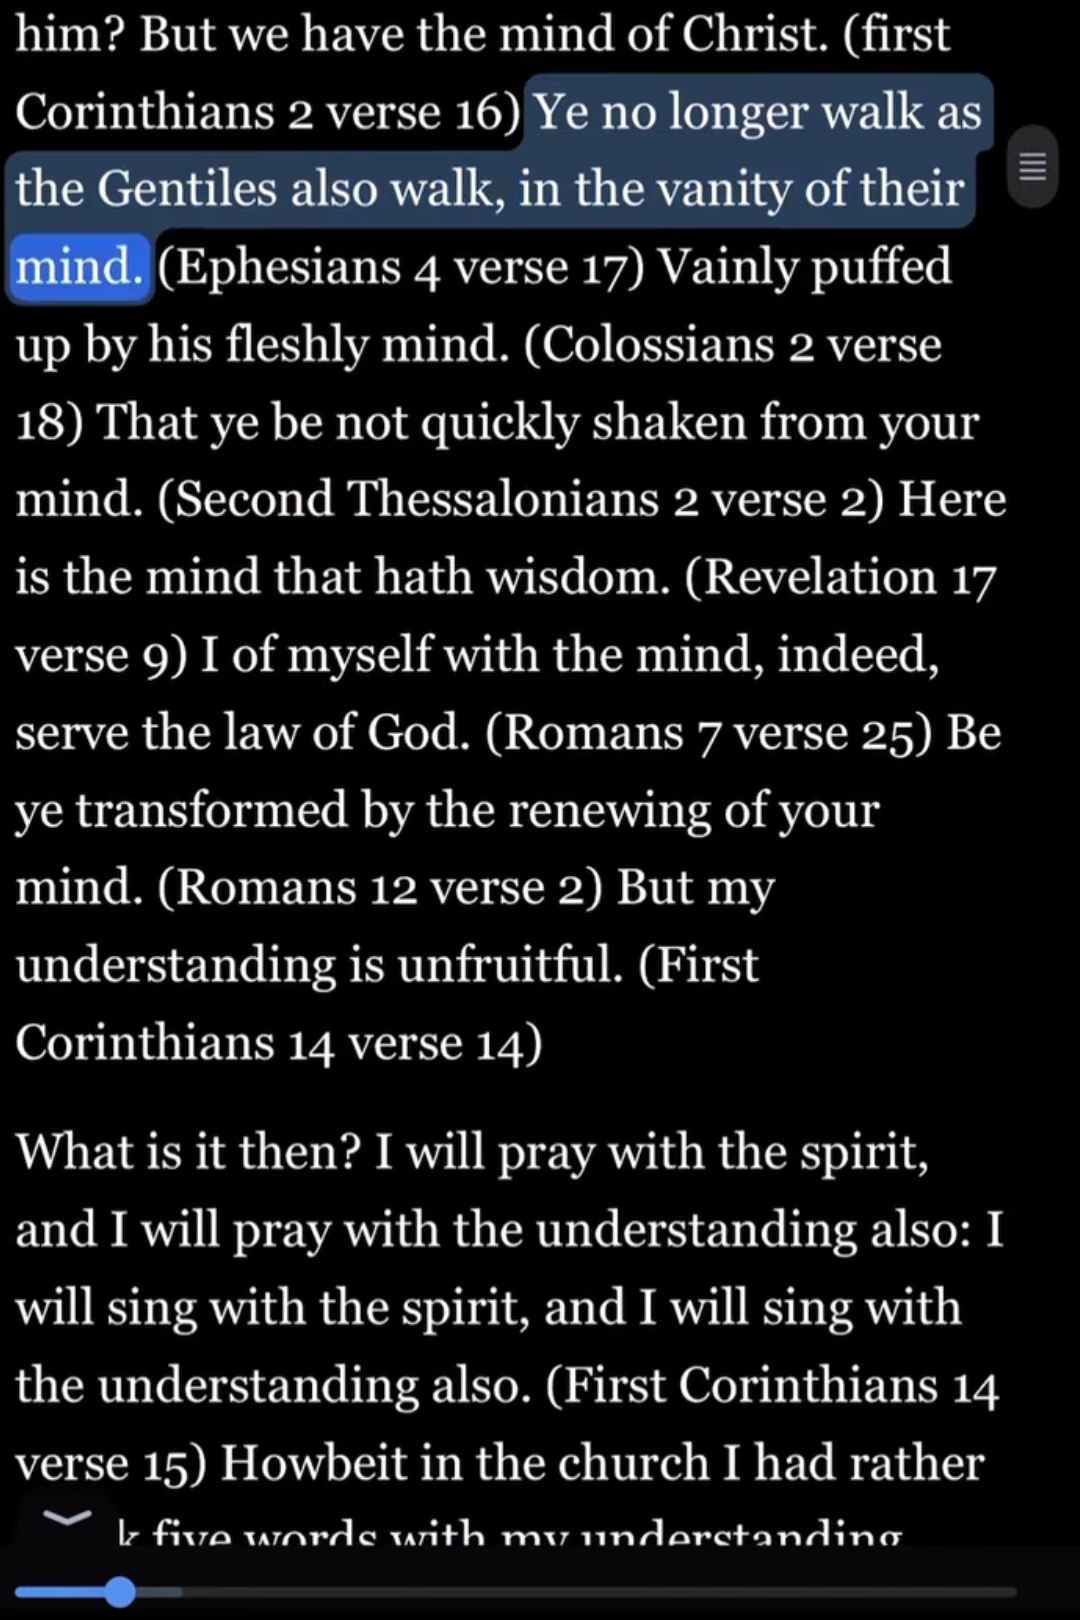 him? But we have the mind of Christ. (first
Corinthians 2 verse 16) Ye no longer walk as
the Gentiles also walk, in the vanity of their
mind. (Ephesians 4 verse 17) Vainly puffed
up by his fleshly mind. (Colossians 2 verse
18) That ye be not quickly shaken from your
mind. (Second Thessalonians 2 verse 2) Here
is the mind that hath wisdom. (Revelation 17
verse 9) I of myself with the mind, indeed,
serve the law of God. (Romans 7 verse 25) Be
ye transformed by the renewing of your
mind. (Romans 12 verse 2) But my
understanding is unfruitful. (First
Corinthians 14 verse 14)
What is it then? I will pray with the spirit,
and I will pray with the understanding also: I
will sing with the spirit, and I will sing with
the understanding also. (First Corinthians 14
verse 15) Howbeit in the church I had rather
k five words with my understanding